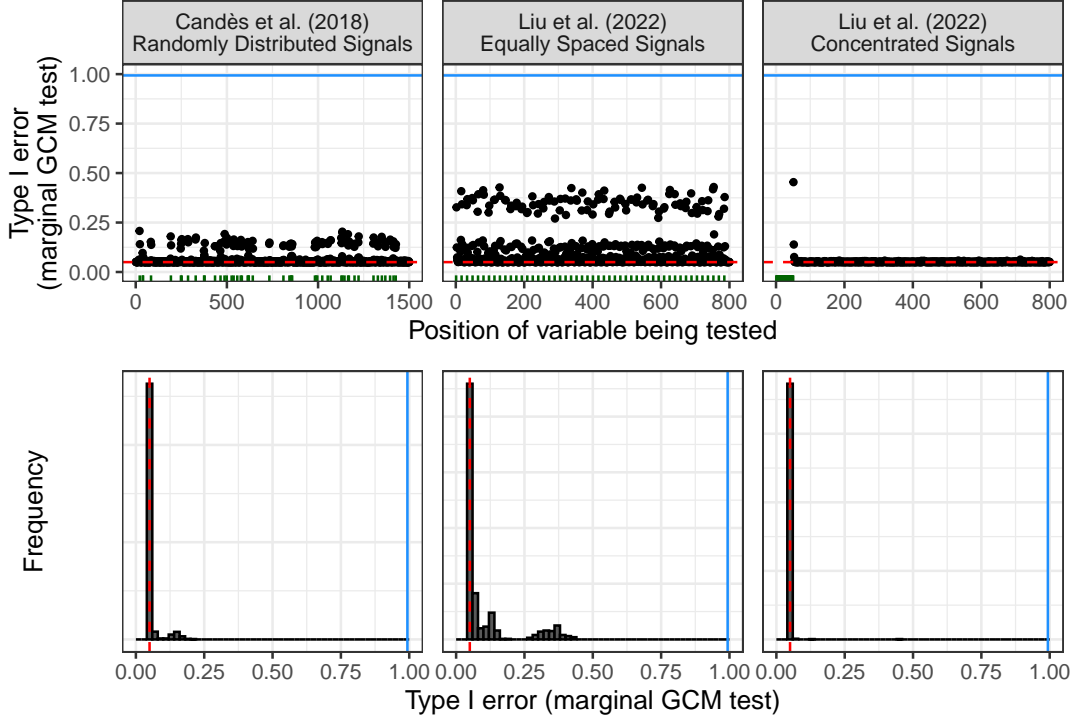 Candès et al. (2018)
Randomly Distributed Signals
Liu et al. (2022)
Equally Spaced Signals
Liu et al. (2022)
Concentrated Signals
Type I error
(marginal GCM test)
1.00
0.75
0.50
0.25
0.00
0 500 1000 1500
0 200 400 600 800
0 200 400 600 800
Position of variable being tested
Frequency
0.00 0.25 0.50 0.75 1.00
0.00 0.25 0.50 0.75 1.00
0.00 0.25 0.50 0.75 1.00
Type I error (marginal GCM test)